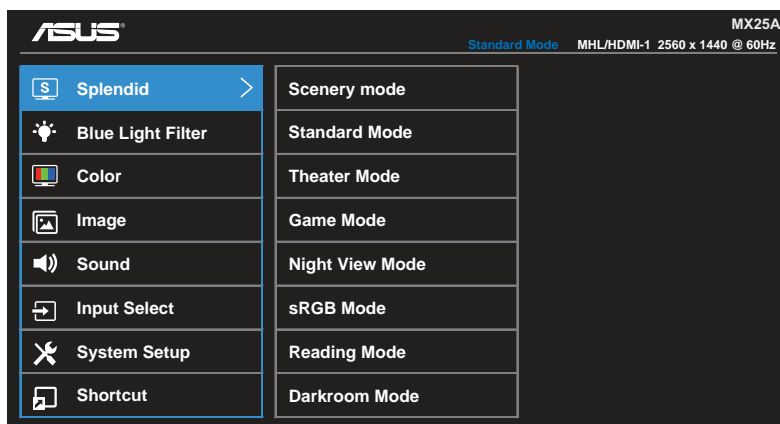 ASUS
MX25A
Standard Mode MHL/HDMI-1 2560 x 1440 @ 60Hz
S Splendid
Blue Light Filter
Color
Image
Sound
Input Select
System Setup
Shortcut
Scenery mode
Standard Mode
Theater Mode
Game Mode
Night View Mode
sRGB Mode
Reading Mode
Darkroom Mode